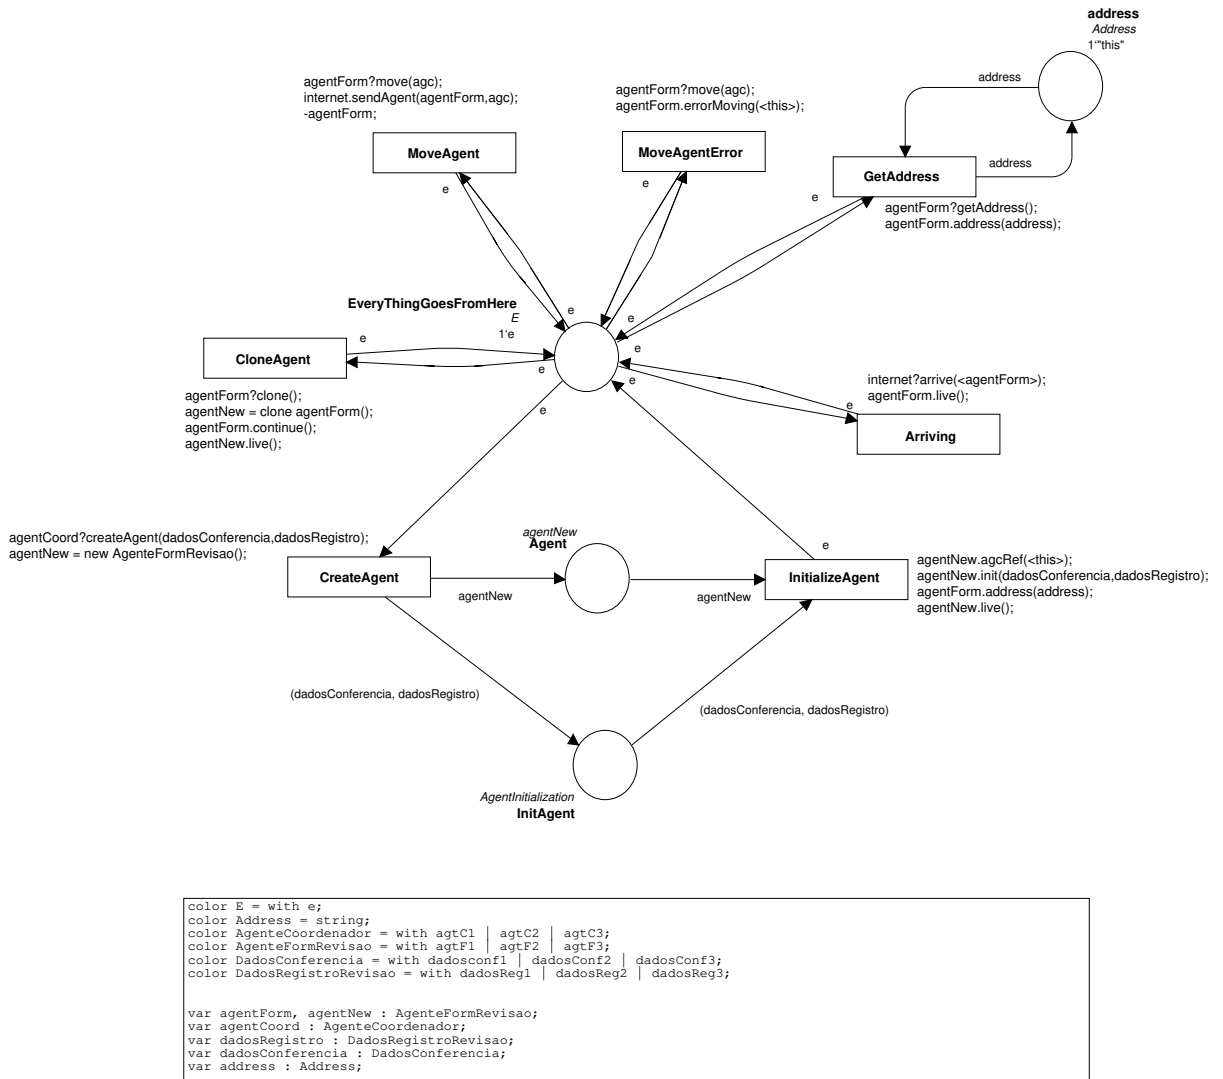 address
Address
1`"this"
address
address
agentForm?move(agc);
internet.sendAgent(agentForm,agc);
-agentForm;
MoveAgent
e
agentForm?move(agc);
agentForm.errorMoving(<this>);
MoveAgentError
e
GetAddress
e
agentForm?getAddress();
agentForm.address(address);
EveryThingGoesFromHere
E
1`e
e
e
e
e
e
e
e
CloneAgent
agentForm?clone();
agentNew = clone agentForm();
agentForm.continue();
agentNew.live();
internet?arrive(<agentForm>);
agentForm.live();
e
Arriving
agentCoord?createAgent(dadosConferencia,dadosRegistro);
agentNew = new AgenteFormRevisao();
CreateAgent
agentNew
agentNew
Agent
agentNew
e
InitializeAgent
agentNew.agcRef(<this>);
agentNew.init(dadosConferencia,dadosRegistro);
agentForm.address(address);
agentNew.live();
(dadosConferencia, dadosRegistro)
(dadosConferencia, dadosRegistro)
AgentInitialization
InitAgent
color E = with e;
color Address = string;
color AgenteCoordenador = with agtC1 | agtC2 | agtC3;
color AgenteFormRevisao = with agtF1 | agtF2 | agtF3;
color DadosConferencia = with dadosconf1 | dadosConf2 | dadosConf3;
color DadosRegistroRevisao = with dadosReg1 | dadosReg2 | dadosReg3;
var agentForm, agentNew : AgenteFormRevisao;
var agentCoord : AgenteCoordenador;
var dadosRegistro : DadosRegistroRevisao;
var dadosConferencia : DadosConferencia;
var address : Address;